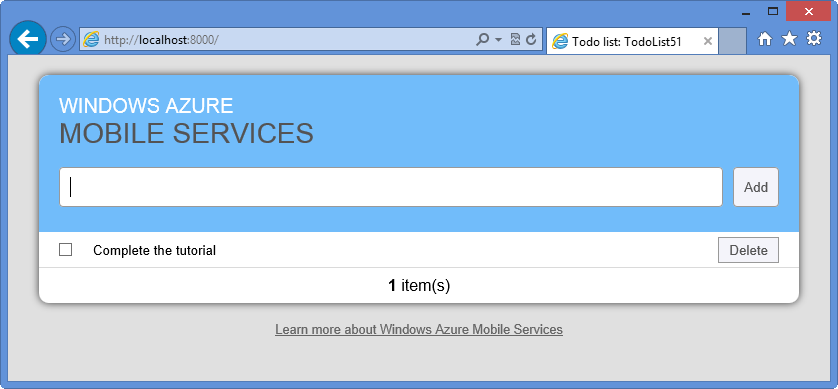 http://localhost:8000/
Todo list: TodoList51
WINDOWS AZURE
MOBILE SERVICES
Add
Complete the tutorial
Delete
1 item(s)
Learn more about Windows Azure Mobile Services